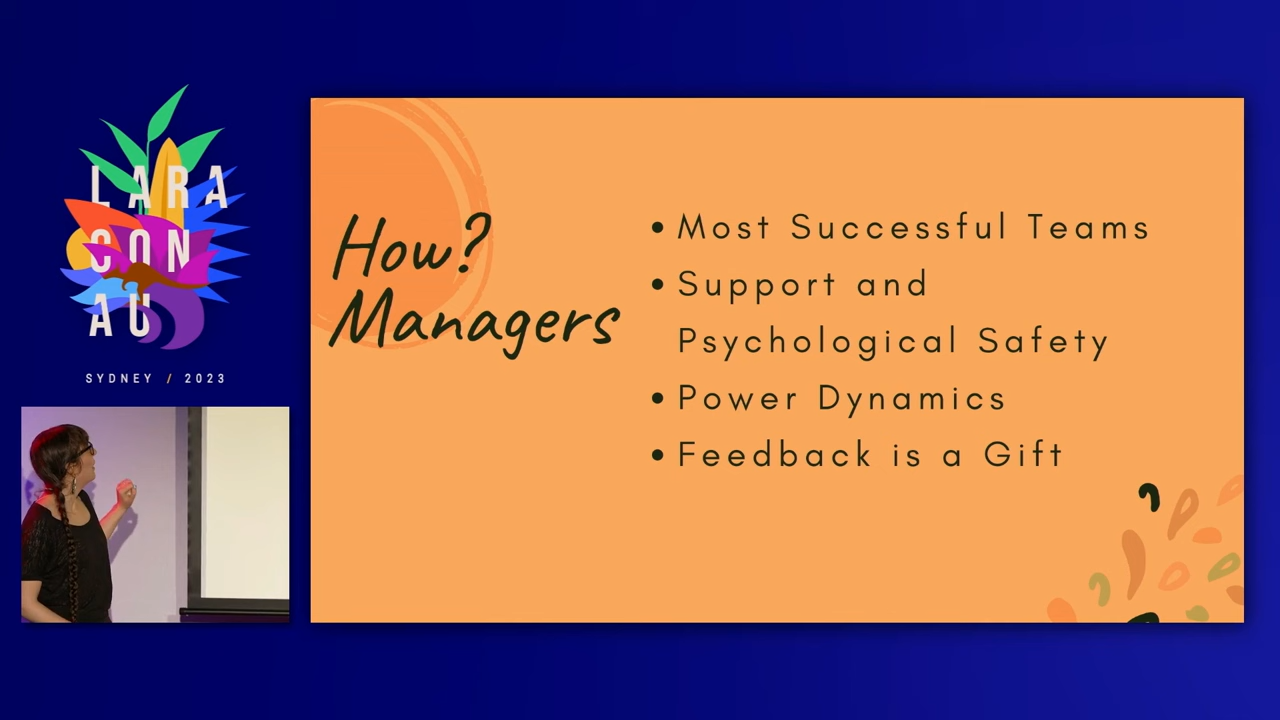 LARA
CON
AU
SYDNEY / 2023
How?
Managers
• Most Successful Teams
• Support and
Psychological Safety
• Power Dynamics
• Feedback is a Gift